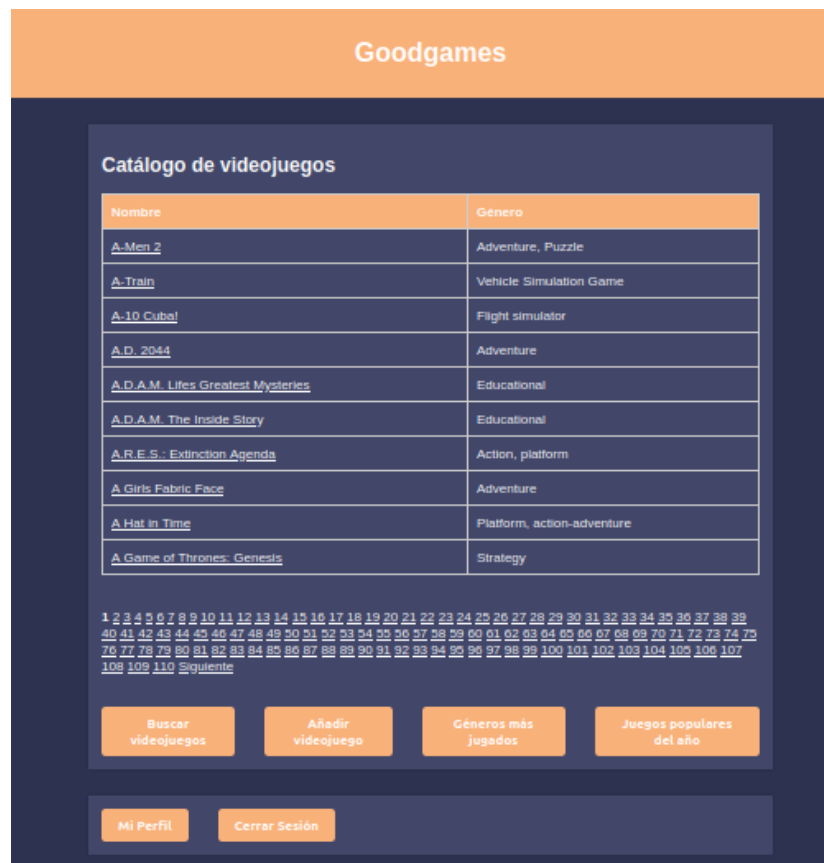 Goodgames
Catálogo de videojuegos
Nombre Género
A-Men 2 Adventure, Puzzle
A-Train Vehicle Simulation Game
A-10 Cuba! Flight simulator
A.D. 2044 Adventure
A.D.A.M. Lifes Greatest Mysteries Educational
A.D.A.M. The Inside Story Educational
A.R.E.S.: Extinction Agenda Action, platform
A Girls Fabric Face Adventure
A Hat in Time Platform, action-adventure
A Game of Thrones: Genesis Strategy
1 2 3 4 5 6 7 8 9 10 11 12 13 14 15 16 17 18 19 20 21 22 23 24 25 26 27 28 29 30 31 32 33 34 35 36 37 38 39
40 41 42 43 44 45 46 47 48 49 50 51 52 53 54 55 56 57 58 59 60 61 62 63 64 65 66 67 68 69 70 71 72 73 74 75
76 77 78 79 80 81 82 83 84 85 86 87 88 89 90 91 92 93 94 95 96 97 98 99 100 101 102 103 104 105 106 107
108 109 110 Siguiente
Buscar
videojuegos
Añadir
videojuego
Géneros más
jugados
Juegos populares
del año
Mi Perfil
Cerrar Sesión